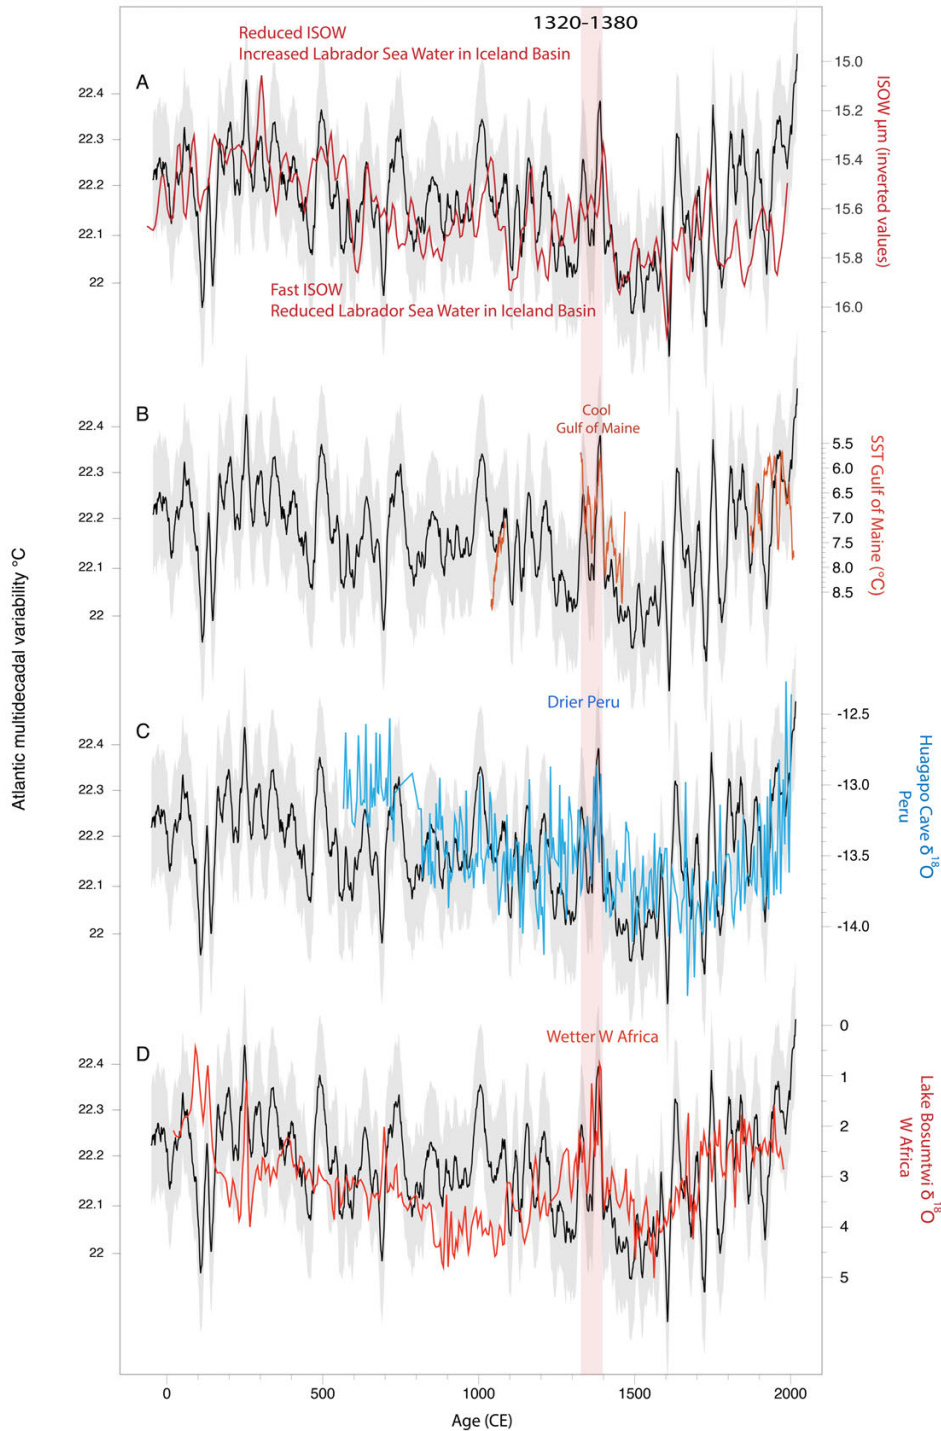 1320-1380
Reduced ISOW
Increased Labrador Sea Water in Iceland Basin
A
22.4
22.3
22.2
22.1
22
15.0
15.2
15.4
15.6
15.8
16.0
ISOW µm (inverted values)
Fast ISOW
Reduced Labrador Sea Water in Iceland Basin
B
Cool
Gulf of Maine
22.4
22.3
22.2
22.1
22
5.5
6.0
6.5
7.0
7.5
8.0
8.5
SST Gulf of Maine (°C)
Atlantic multidecadal variability °C
C
Drier Peru
22.4
22.3
22.2
22.1
22
-12.5
-13.0
-13.5
-14.0
Huagapo Cave δ18O
Peru
D
Wetter W Africa
22.4
22.3
22.2
22.1
22
0
1
2
3
4
5
Lake Bosumtwi δ18O
W Africa
0
500
1000
1500
2000
Age (CE)